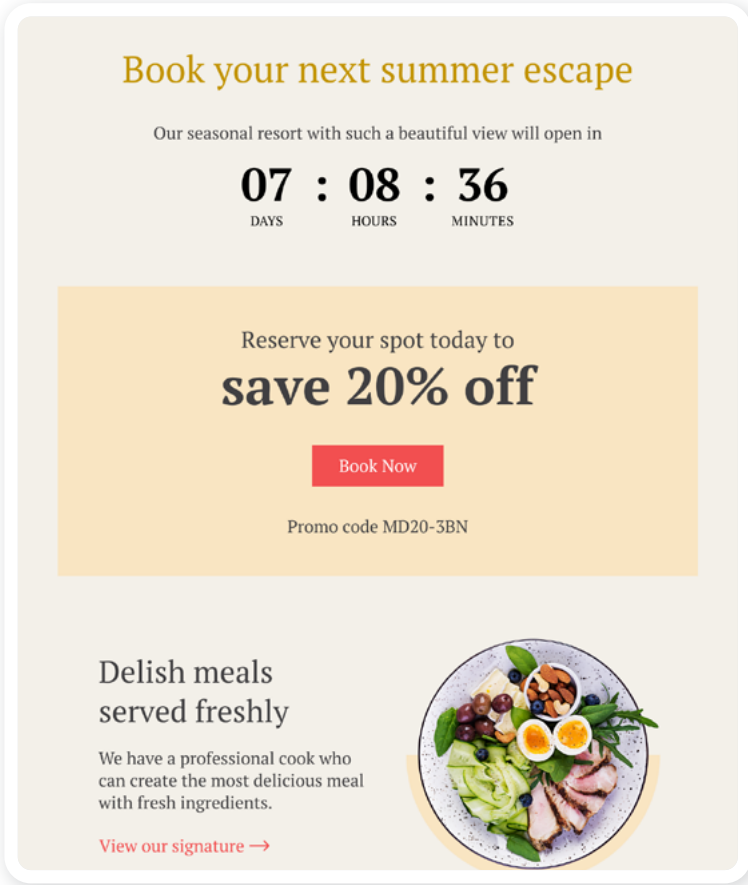 Book your next summer escape
Our seasonal resort with such a beautiful view will open in
07 : 08 : 36
DAYS HOURS MINUTES
Reserve your spot today to
save 20% off
Book Now
Promo code MD20-3BN
Delish meals
served freshly
We have a professional cook who
can create the most delicious meal
with fresh ingredients.
View our signature →